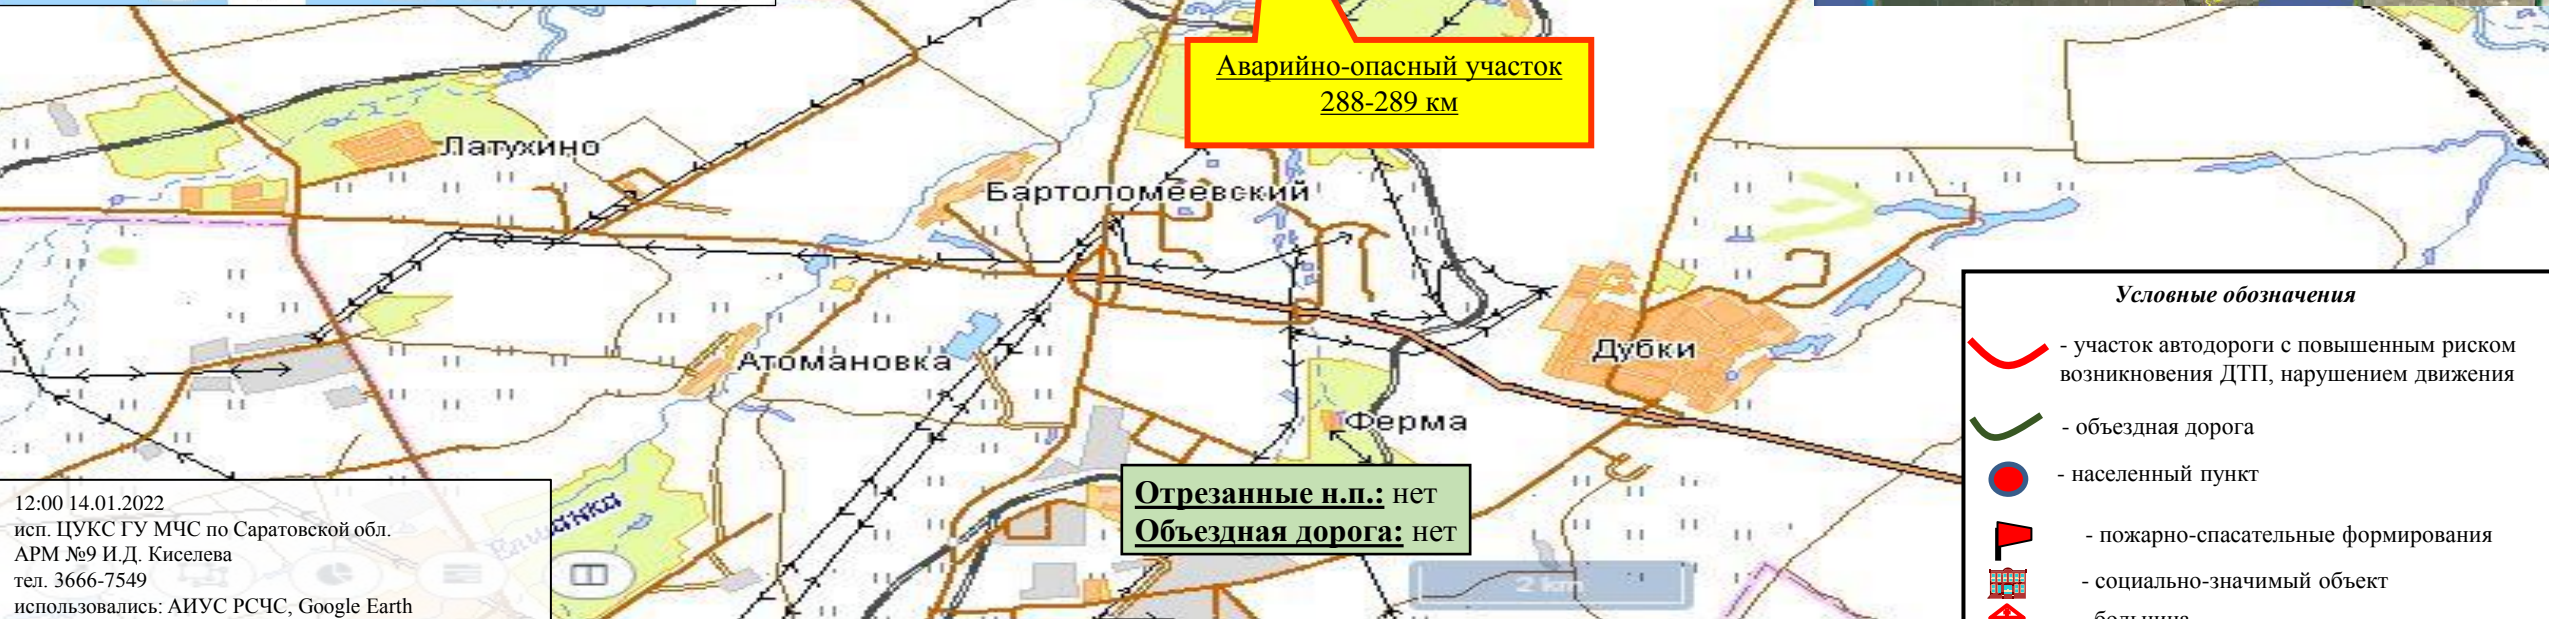 Аварийно-опасный участок
288-289 км
Латухино
Бартоломеевский
Атомановка
Дубки
Ферма
Елшанка
Отрезанные н.п.: нет
Объездная дорога: нет
2 km
12:00 14.01.2022
исп. ЦУКС ГУ МЧС по Саратовской обл.
АРМ №9 И.Д. Киселева
тел. 3666-7549
использовались: АИУС РСЧС, Google Earth
Условные обозначения
- участок автодороги с повышенным риском
возникновения ДТП, нарушением движения
- объездная дорога
- населенный пункт
- пожарно-спасательные формирования
- социально-значимый объект
- больница